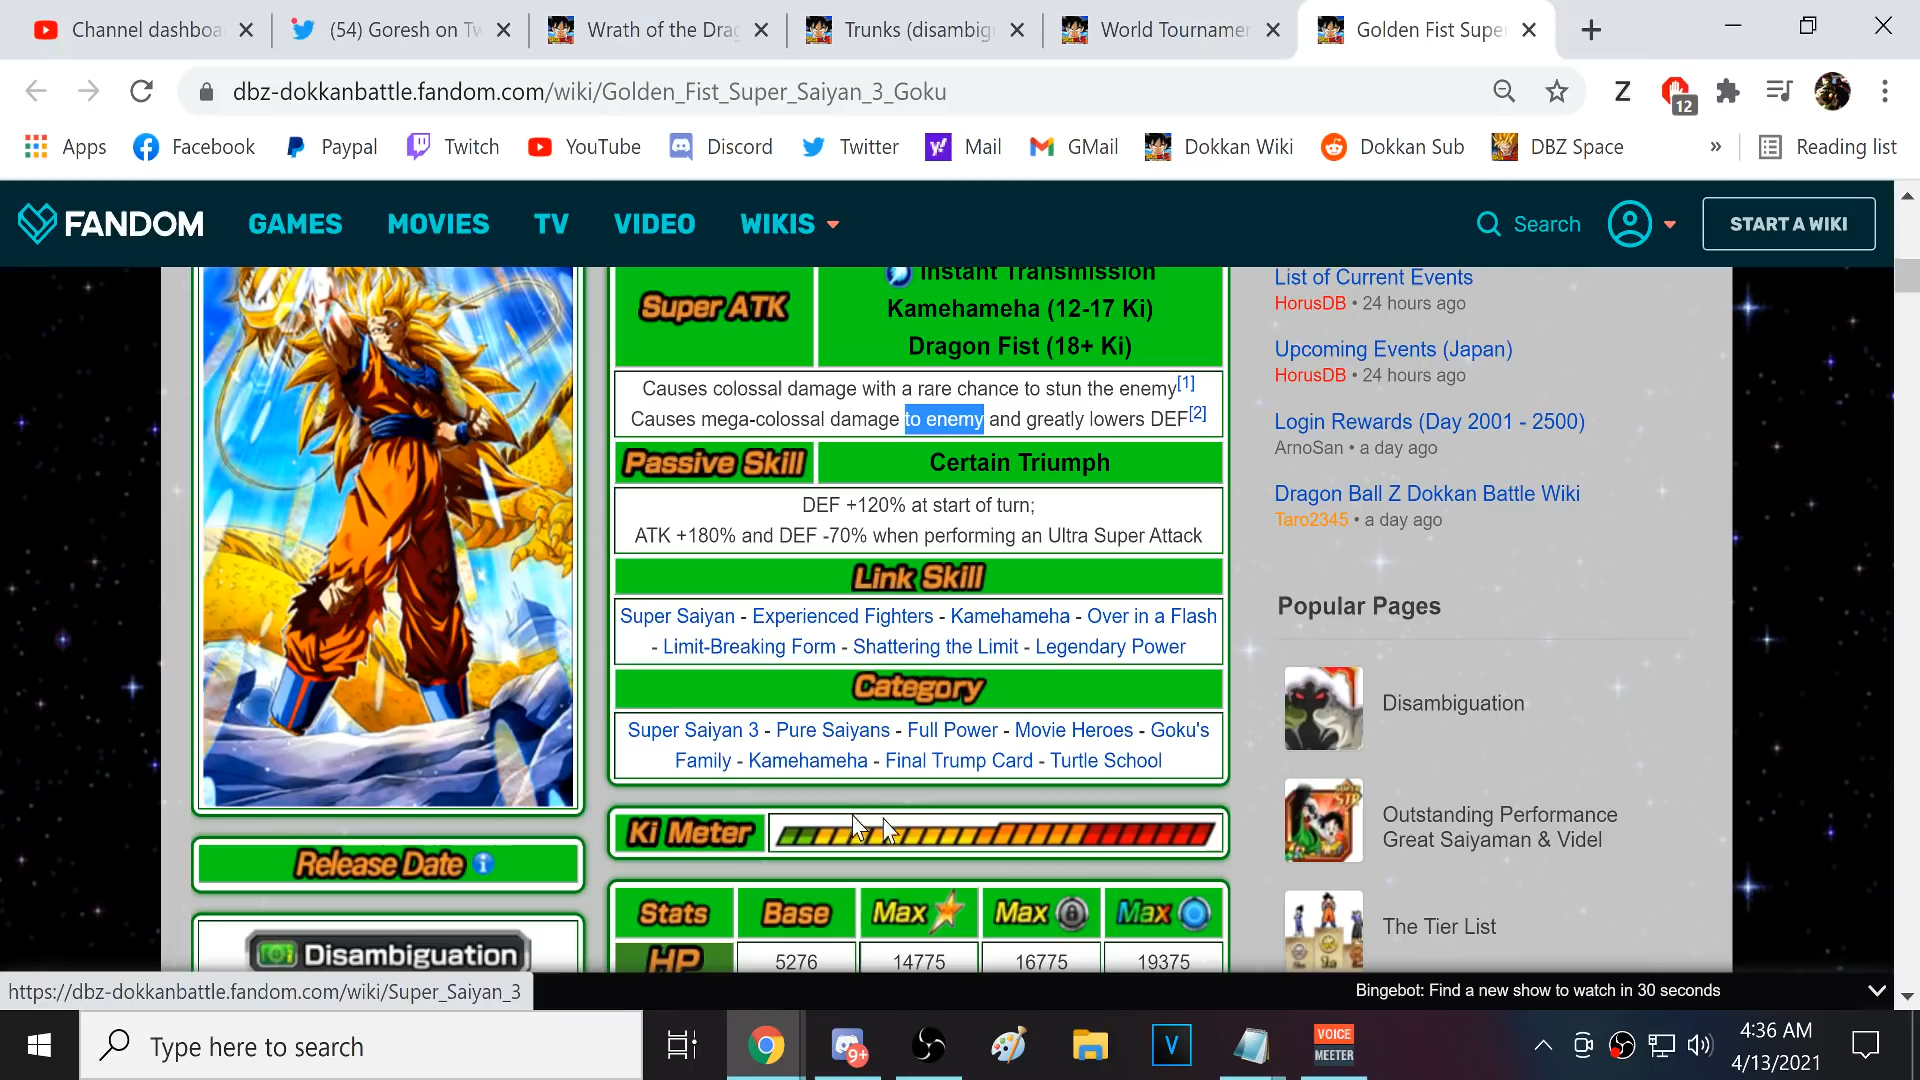 Channel dashboa
(54) Goresh on Tw
Wrath of the Drag
Trunks (disambig
World Tournamer
Golden Fist Supe
dbz-dokkanbattle.fandom.com/wiki/Golden_Fist_Super_Saiyan_3_Goku
Z
12
Apps
Facebook
Paypal
Twitch
YouTube
Discord
Twitter
Mail
GMail
Dokkan Wiki
Dokkan Sub
DBZ Space
»
Reading list
FANDOM
GAMES
MOVIES
TV
VIDEO
WIKIS
Search
START A WIKI
Super ATK
Instant Transmission
Kamehameha (12-17 Ki)
Dragon Fist (18+ Ki)
Causes colossal damage with a rare chance to stun the enemy[1]
Causes mega-colossal damage to enemy and greatly lowers DEF[2]
Passive Skill
Certain Triumph
DEF +120% at start of turn;
ATK +180% and DEF -70% when performing an Ultra Super Attack
Link Skill
Super Saiyan - Experienced Fighters - Kamehameha - Over in a Flash
- Limit-Breaking Form - Shattering the Limit - Legendary Power
Category
Super Saiyan 3 - Pure Saiyans - Full Power - Movie Heroes - Goku's
Family - Kamehameha - Final Trump Card - Turtle School
Ki Meter
Release Date
Disambiguation
Stats
Base
Max
Max
Max
HP
5276
14775
16775
19375
List of Current Events
HorusDB • 24 hours ago
Upcoming Events (Japan)
HorusDB • 24 hours ago
Login Rewards (Day 2001 - 2500)
ArnoSan • a day ago
Dragon Ball Z Dokkan Battle Wiki
Taro2345 • a day ago
Popular Pages
Disambiguation
STR
Outstanding Performance
Great Saiyaman & Videl
The Tier List
https://dbz-dokkanbattle.fandom.com/wiki/Super_Saiyan_3
Bingebot: Find a new show to watch in 30 seconds
Type here to search
9+
V
VOICE
MEETER
4:36 AM
4/13/2021